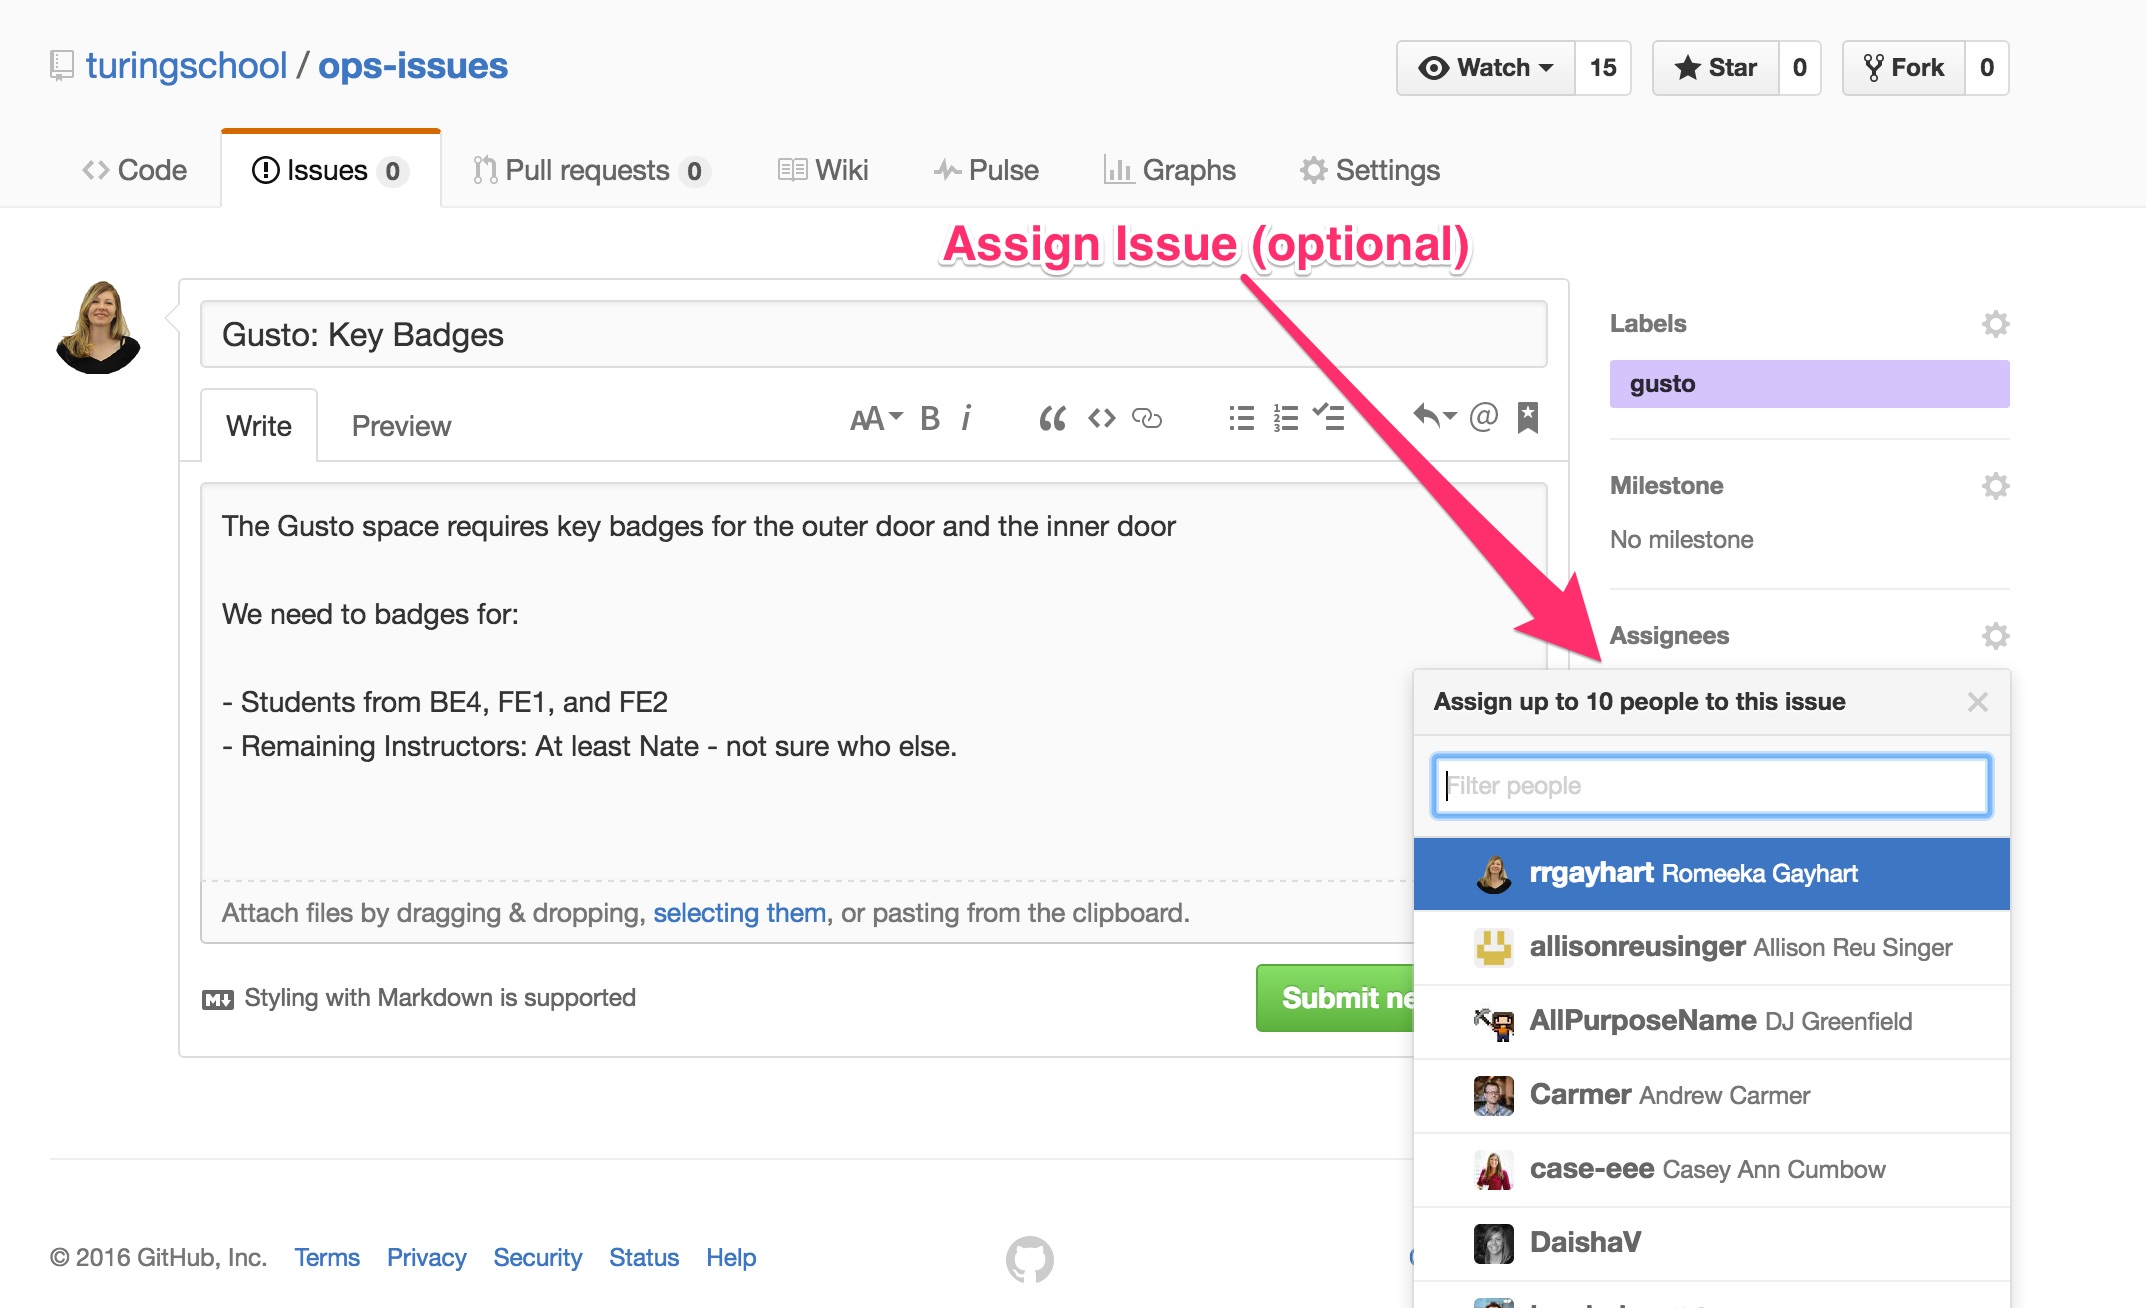 turingschool / ops-issues
Watch 15 Star 0 Fork 0
Code Issues 0 Pull requests 0 Wiki Pulse Graphs Settings
Assign Issue (optional)
Gusto: Key Badges
Write Preview
AA B i
The Gusto space requires key badges for the outer door and the inner door
We need to badges for:
- Students from BE4, FE1, and FE2
- Remaining Instructors: At least Nate - not sure who else.
Attach files by dragging & dropping, selecting them, or pasting from the clipboard.
Styling with Markdown is supported
Submit ne
Labels
gusto
Milestone
No milestone
Assignees
Assign up to 10 people to this issue
Filter people
rrgayhart Romeeka Gayhart
allisonreusinger Allison Reu Singer
AllPurposeName DJ Greenfield
Carmer Andrew Carmer
case-eee Casey Ann Cumbow
DaishaV
© 2016 GitHub, Inc. Terms Privacy Security Status Help